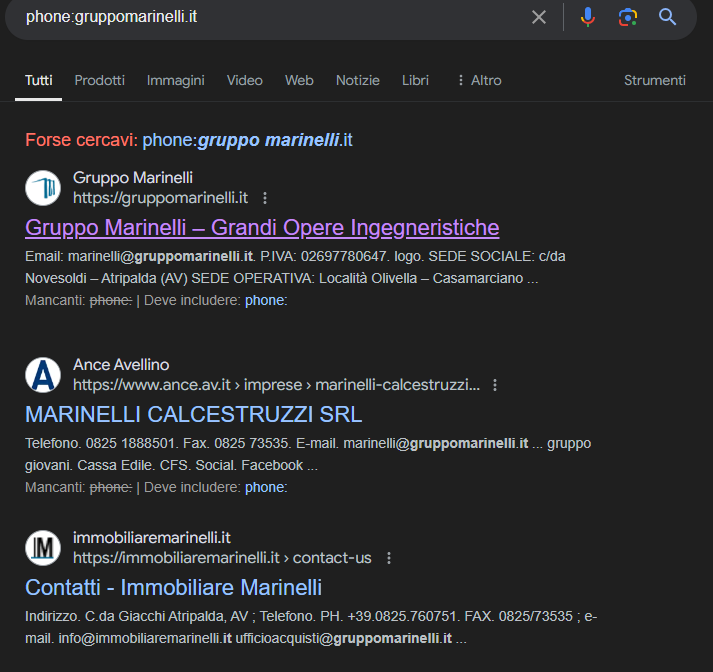 phone:gruppomarinelli.it
Tutti Prodotti Immagini Video Web Notizie Libri Altro Strumenti
Forse cercavi: phone:gruppo marinelli.it
Gruppo Marinelli
https://gruppomarinelli.it
Gruppo Marinelli – Grandi Opere Ingegneristiche
Email: marinelli@gruppomarinelli.it. P.IVA: 02697780647. logo. SEDE SOCIALE: c/da
Novesoldi – Atripalda (AV) SEDE OPERATIVA: Località Olivella – Casamarciano ...
Mancanti: phone: | Deve includere: phone:
Ance Avellino
https://www.ance.av.it › imprese › marinelli-calcestruzzi...
MARINELLI CALCESTRUZZI SRL
Telefono. 0825 1888501. Fax. 0825 73535. E-mail. marinelli@gruppomarinelli.it ... gruppo
giovani. Cassa Edile. CFS. Social. Facebook ...
Mancanti: phone: | Deve includere: phone:
immobiliaremarinelli.it
https://immobiliaremarinelli.it › contact-us
Contatti - Immobiliare Marinelli
Indirizzo. C.da Giacchi Atripalda, AV ; Telefono. PH. +39.0825.760751. FAX. 0825/73535 ; e-
mail. info@immobiliaremarinelli.it ufficioacquisti@gruppomarinelli.it ...